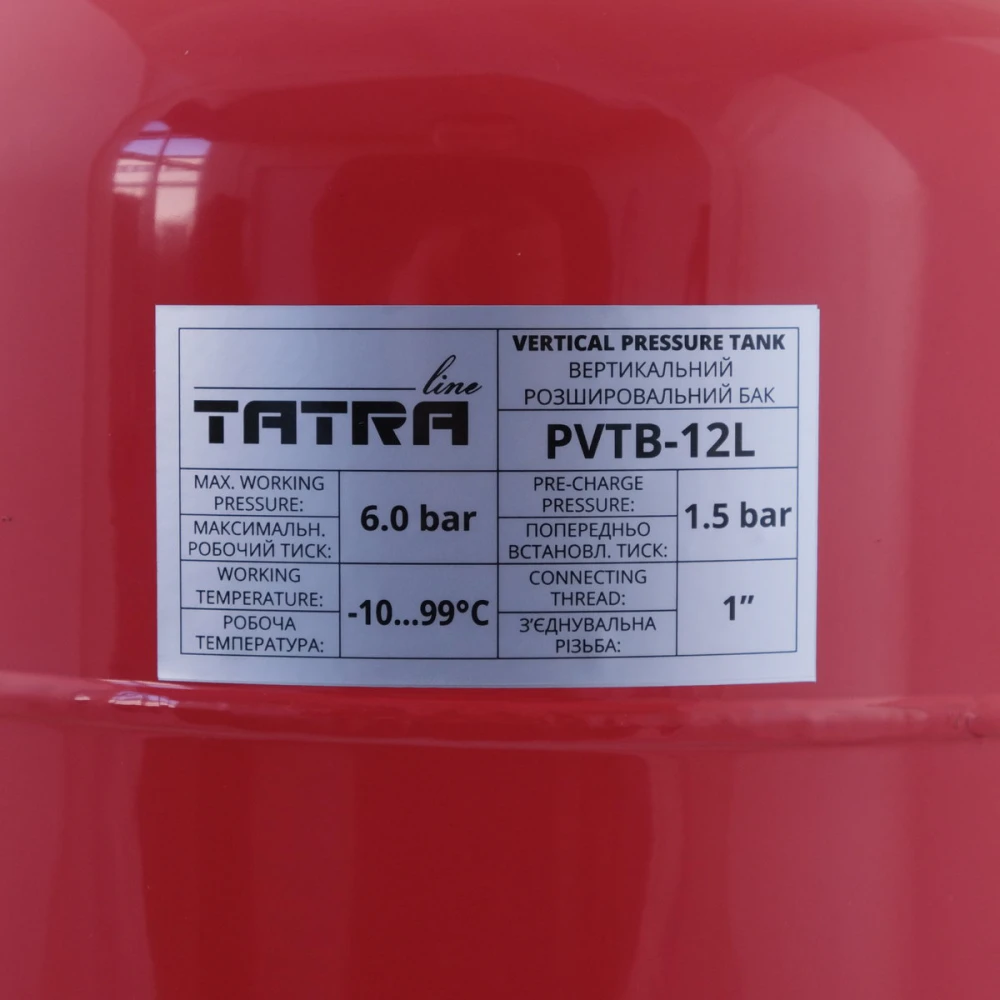 line
TATRA
VERTICAL PRESSURE TANK
ВЕРТИКАЛЬНИЙ
РОЗШИРОВАЛЬНИЙ БАК
PVTB-12L
MAX. WORKING
PRESSURE:
МАКСИМАЛЬН.
РОБОЧИЙ ТИСК:
6.0 bar
PRE-CHARGE
PRESSURE:
ПОПЕРЕДНЬО
ВСТАНОВЛ. ТИСК:
1.5 bar
WORKING
TEMPERATURE:
РОБОЧА
ТЕМПЕРАТУРА:
-10...99°C
CONNECTING
THREAD:
З’ЄДНУВАЛЬНА
РІЗЬБА:
1”